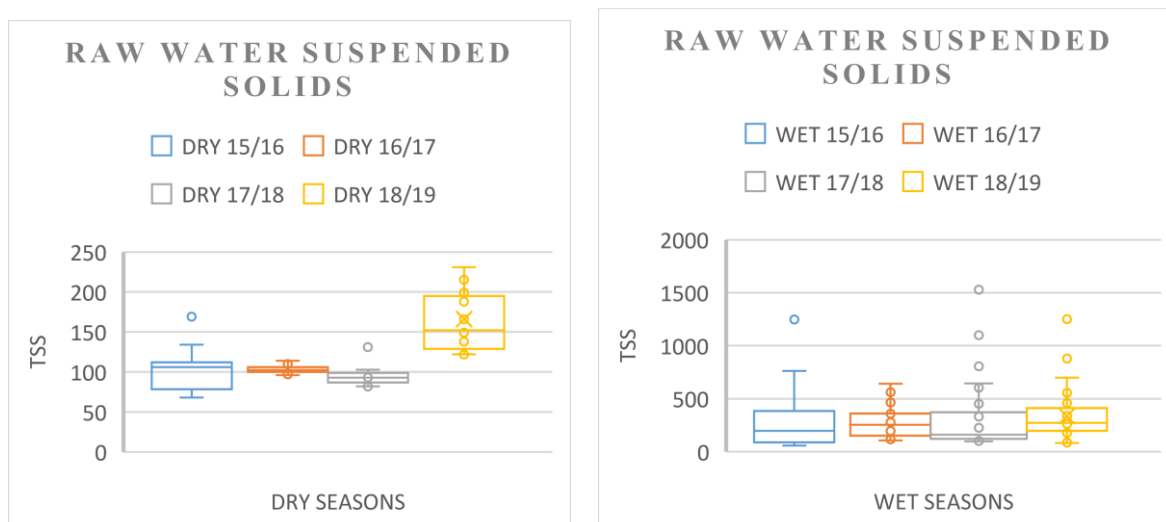 RAW WATER SUSPENDED
SOLIDS
DRY 15/16 DRY 16/17
DRY 17/18 DRY 18/19
250
200
150
100
50
0
TSS
DRY SEASONS
RAW WATER SUSPENDED
SOLIDS
WET 15/16 WET 16/17
WET 17/18 WET 18/19
2000
1500
1000
500
0
TSS
WET SEASONS